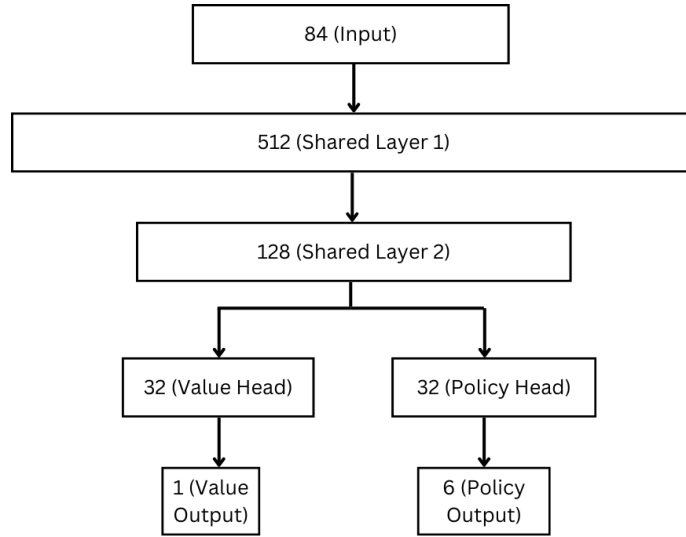 84 (Input)
512 (Shared Layer 1)
128 (Shared Layer 2)
32 (Value Head)
32 (Policy Head)
1 (Value
Output)
6 (Policy
Output)